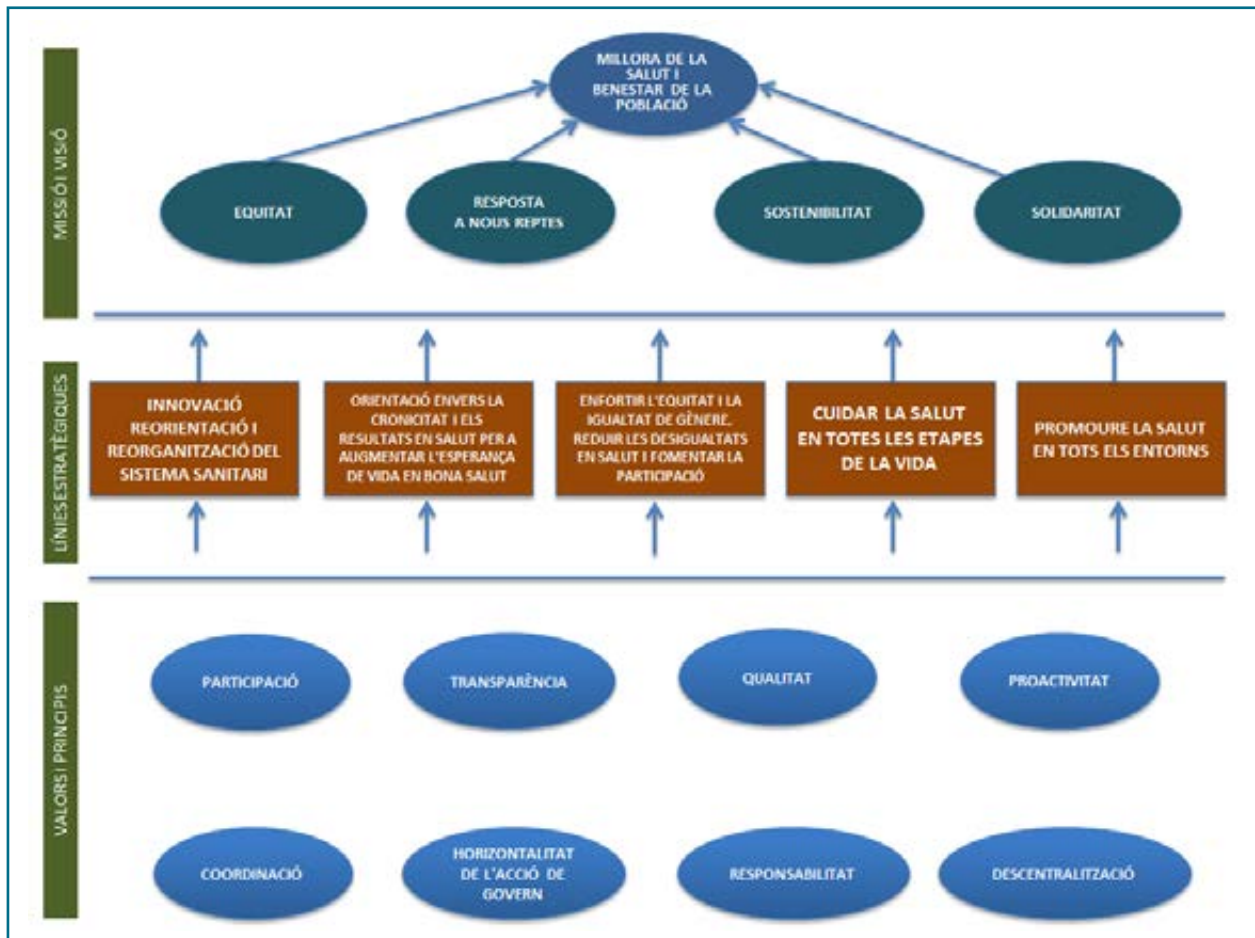 MISSIÓ I VISIÓ
MILLORA DE LA
SALUT I
BENESTAR DE LA
POBLACIÓ
EQUITAT
RESPOSTA
A NOUS REPTES
SOSTENIBILITAT
SOLIDARITAT
LÍNIES ESTRATÈGIQUES
INNOVACIÓ
REORIENTACIÓ I
REORGANITZACIÓ DEL
SISTEMA SANITARI
ORIENTACIÓ ENVERS LA
CRONICITAT I ELS
RESULTATS EN SALUT PER A
AUGMENTAR L'ESPERANÇA
DE VIDA EN BONA SALUT
ENFORTIR L'EQUITAT I LA
IGUALTAT DE GÈNERE,
REDUIR LES DESIGUALTATS
EN SALUT I FOMENTAR LA
PARTICIPACIÓ
CUIDAR LA SALUT
EN TOTES LES ETAPES
DE LA VIDA
PROMOURE LA SALUT
EN TOTS ELS ENTORNS
VALORS I PRINCIPIS
PARTICIPACIÓ
TRANSPARÈNCIA
QUALITAT
PROACTIVITAT
COORDINACIÓ
HORIZONTALITAT
DE L'ACCIÓ DE
GOVERN
RESPONSABILITAT
DESCENTRALITZACIÓ